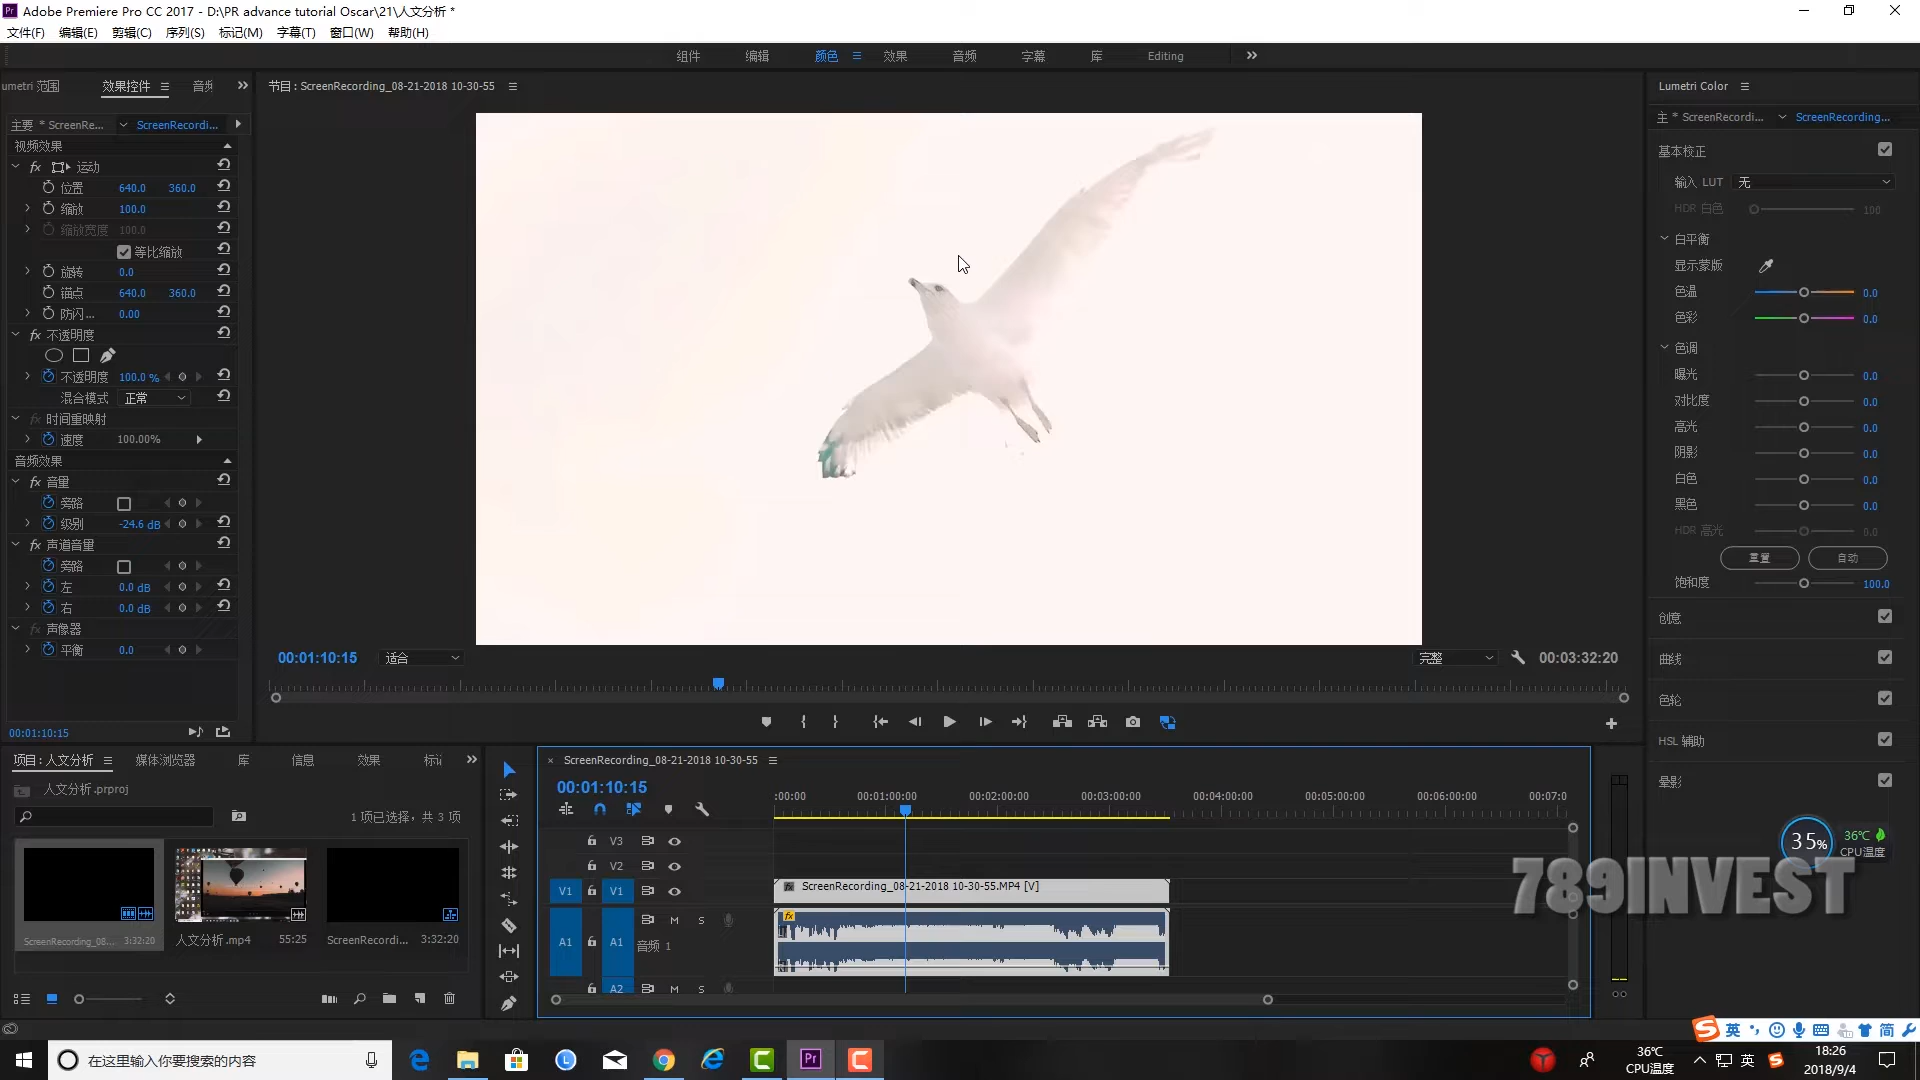 Adobe Premiere Pro CC 2017 - D:\PR advance tutorial Oscar\21\人文分析 *
文件(F) 编辑(E) 剪辑(C) 序列(S) 标记(M) 字幕(T) 窗口(W) 帮助(H)
组件 编辑 颜色 效果 音频 字幕 库 Editing
umetri 范围 效果控件 音频
节目: ScreenRecording_08-21-2018 10-30-55
Lumetri Color
主要 * ScreenRe... ScreenRecordi...
主 * ScreenRecordi... ScreenRecording...
视频效果
fx 运动
位置 640.0 360.0
缩放 100.0
缩放宽度 100.0
等比缩放
旋转 0.0
锚点 640.0 360.0
防闪... 0.00
fx 不透明度
不透明度 100.0 %
混合模式 正常
fx 时间重映射
速度 100.00%
音频效果
fx 音量
旁路
级别 -24.6 dB
fx 声道音量
旁路
左 0.0 dB
右 0.0 dB
fx 声像器
平衡 0.0
00:01:10:15
基本校正
输入 LUT 无
HDR 白色 100
白平衡
显示蒙版
色温 0.0
色彩 0.0
色调
曝光 0.0
对比度 0.0
高光 0.0
阴影 0.0
白色 0.0
黑色 0.0
HDR 高光 0.0
重置 自动
饱和度 100.0
创意
曲线
色轮
HSL 辅助
晕影
00:01:10:15 适合 完整 00:03:32:20
项目: 人文分析 媒体浏览器 库 信息 效果 标记
人文分析.prproj
1 项已选择，共 3 项
ScreenRecording_08... 3:32:20
人文分析.mp4 55:25
ScreenRecordi... 3:32:20
ScreenRecording_08-21-2018 10-30-55
00:01:10:15
:00:00 00:01:00:00 00:02:00:00 00:03:00:00 00:04:00:00 00:05:00:00 00:06:00:00 00:07:0
V3
V2
V1 V1
fx ScreenRecording_08-21-2018 10-30-55.MP4 [V]
A1 A1 M S
音频 1
fx
A2 M S
35% 36℃
CPU温度
789INVEST
英 简
在这里输入你要搜索的内容
Pr
36℃
CPU温度
英
18:26
2018/9/4